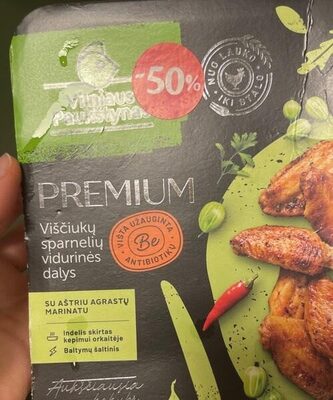 Vilniaus
Paukštynas
-50%
NUO LAUKO
IKI STALO
PREMIUM
Viščiukų
sparnelių
vidurinės
dalys
VIŠTA UŽAUGINTA
Be
ANTIBIOTIKŲ
SU AŠTRIU AGRASTŲ
MARINATU
Indelis skirtas
kepimui orkaitėje
Baltymų šaltinis
Aukščiausia